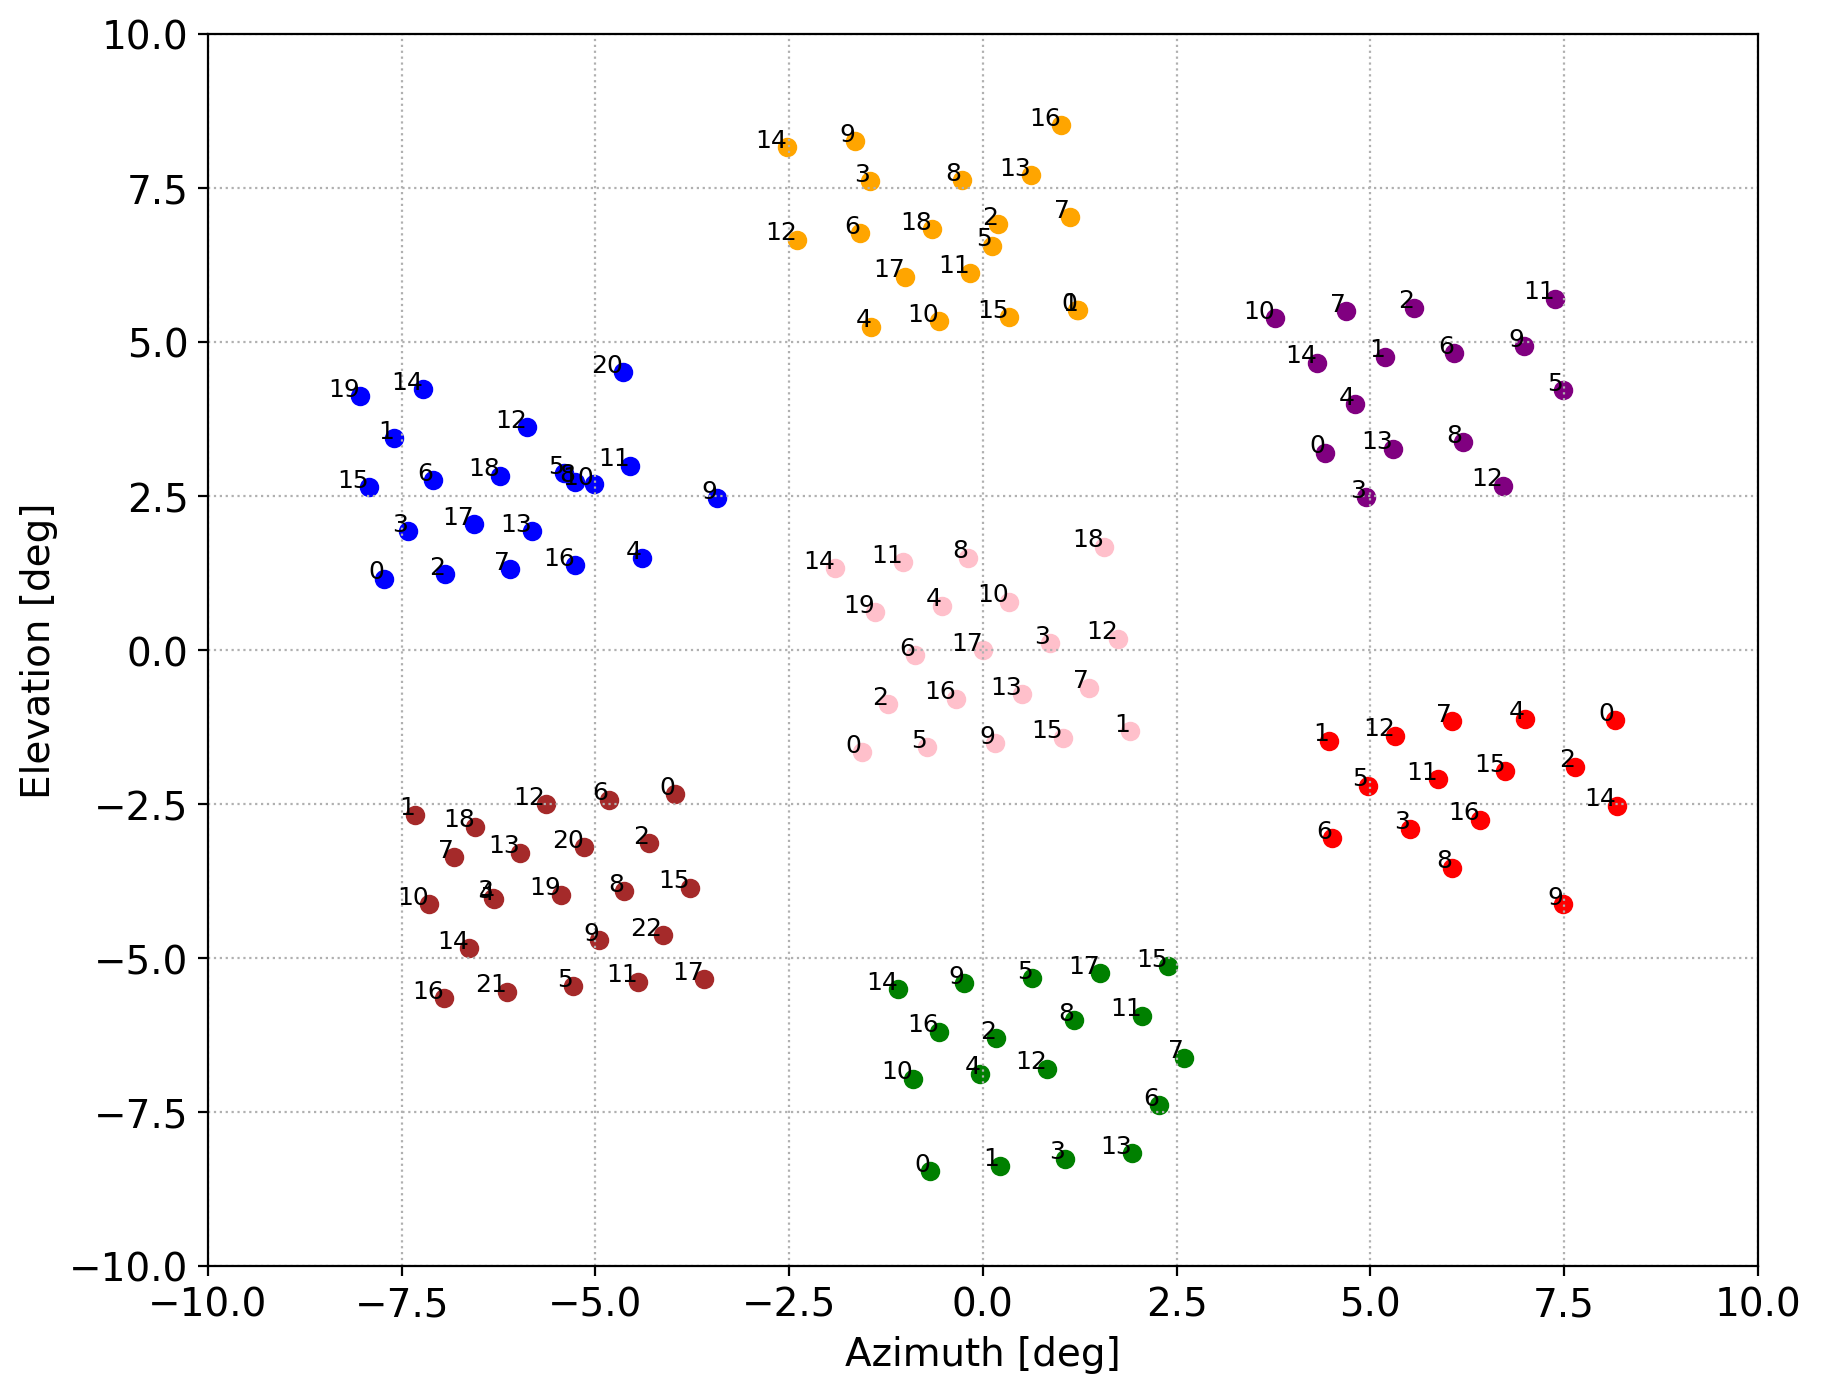 10.0
7.5
5.0
2.5
0.0
−2.5
−5.0
−7.5
−10.0
Elevation [deg]
16
14 9
3 8 13
12 6 18 2 7
5
17 11
4 10 15 0 1
11
10 7 2
14 1 6 9
4 5
0 13 8
3 12
20
19 14
1 12
15 6 18 5 10 11
9
3 17 13
0 2 7 16 4
18
14 11 8
19 4 10
6 17 3 12
2 16 13 7
0 5 9 15 1
1 12 7 4 0
5 11 15 2
6 3 16 14
8
9
1 12 6 0
18
7 13 20 2
10 4 19 8 15
14 9 22
16 21 5 11 17
14 9 5 17 15
16 2 8 11
10 4 12 7
6
0 1 3 13
−10.0 −7.5 −5.0 −2.5 0.0 2.5 5.0 7.5 10.0
Azimuth [deg]